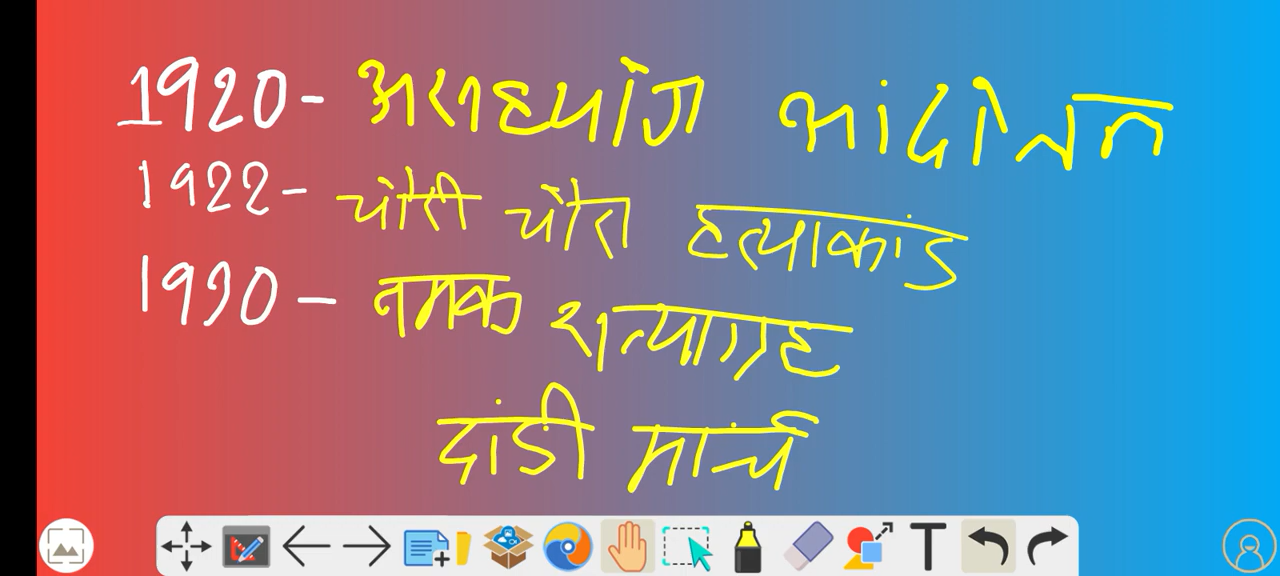 1920- असहयोग आंदोलन
1922- चौरी चौरा हत्याकांड
1930- नमक सत्याग्रह
दांडी मार्च
T